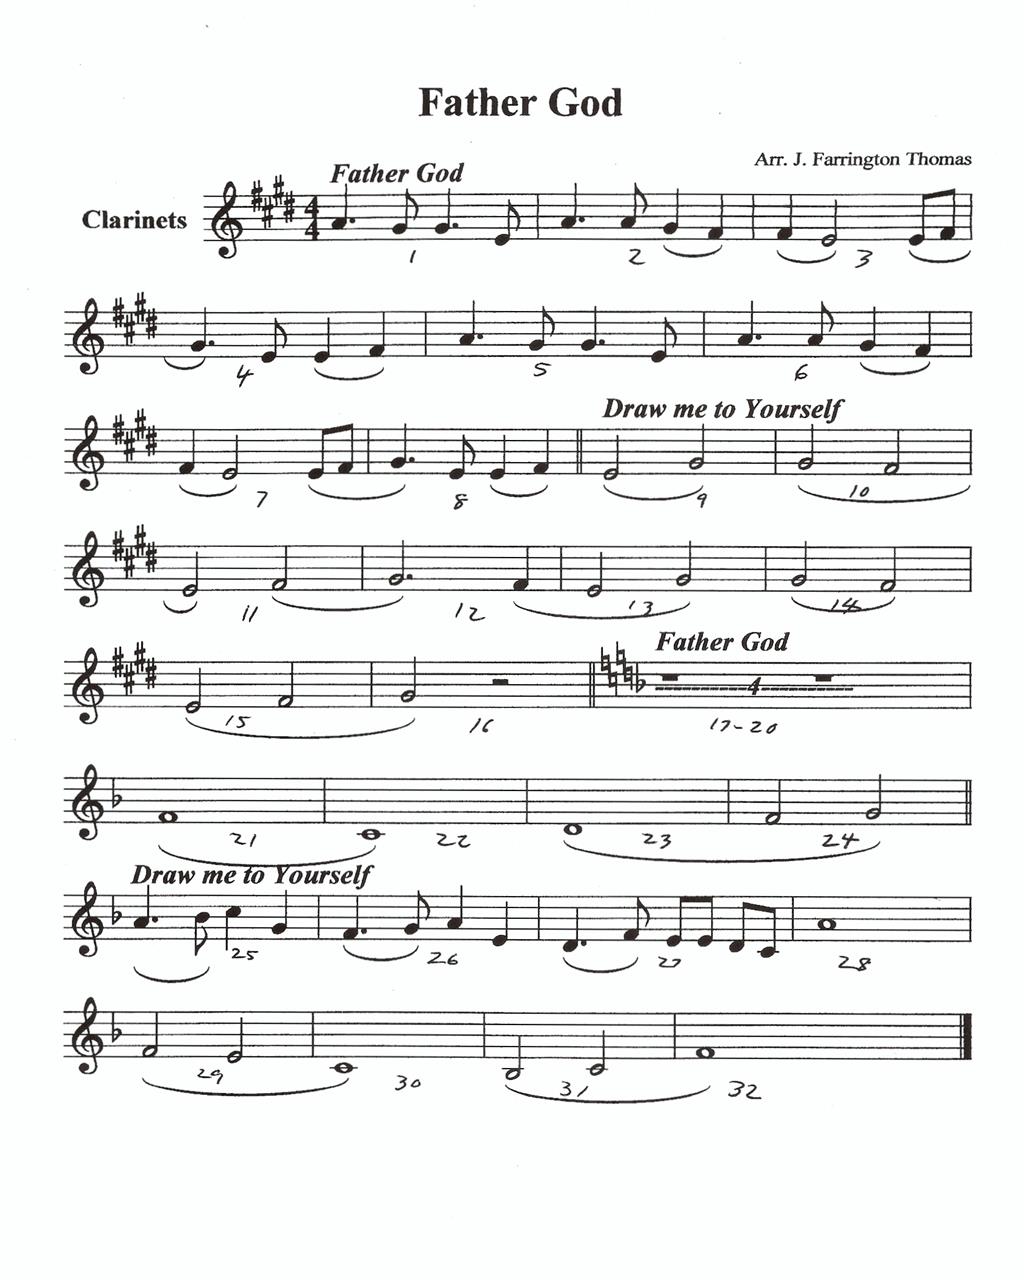 Father God
Arr. J. Farrington Thomas
Father God
Clarinets
4
4
1 2 3
4 5 6
Draw me to Yourself
7 8 9 10
11 12 13 14
Father God
4
15 16 17-20
21 22 23 24
Draw me to Yourself
25 26 27 28
29 30 31 32